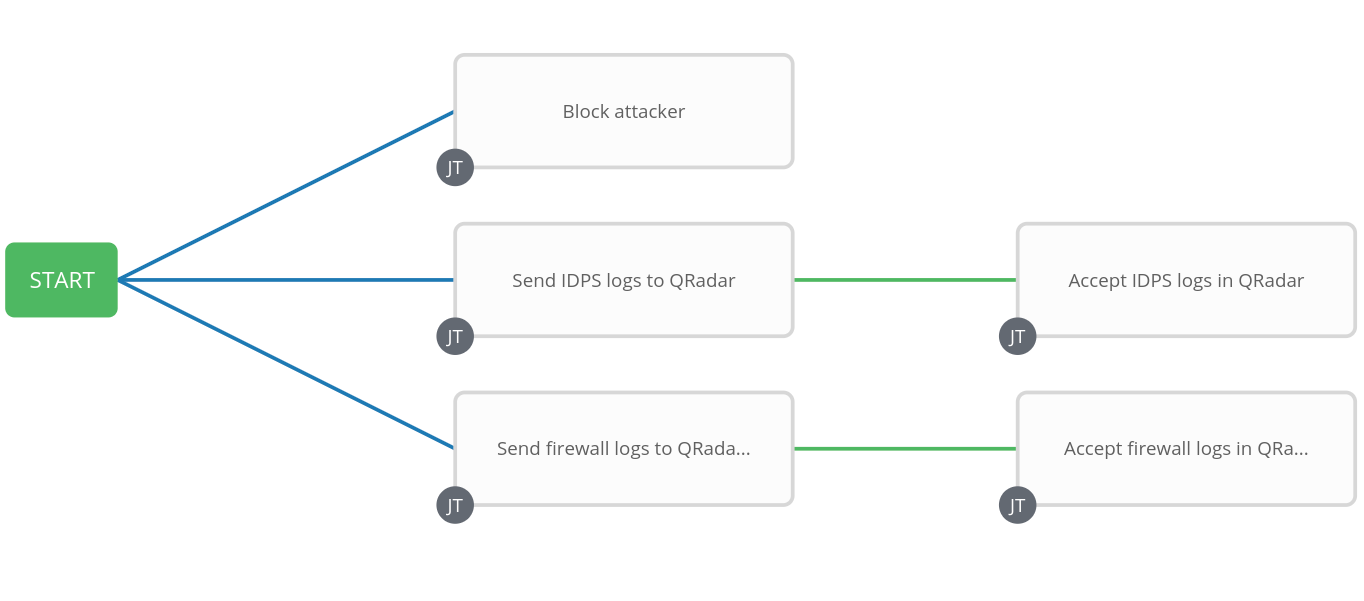 Block attacker
JT
START
Send IDPS logs to QRadar
JT
Accept IDPS logs in QRadar
JT
Send firewall logs to QRada...
JT
Accept firewall logs in QRa...
JT